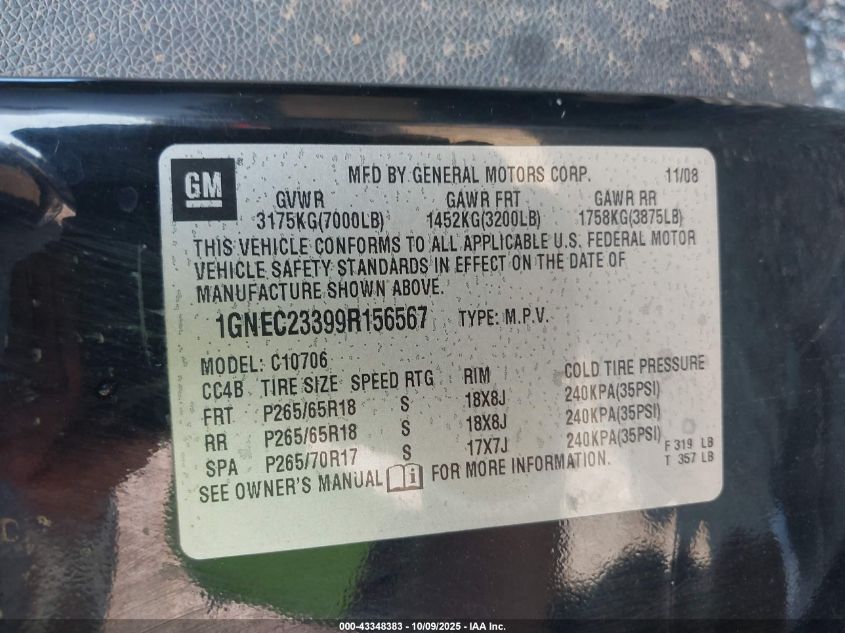 GM
MFD BY GENERAL MOTORS CORP. 11/08
GVWR GAWR FRT GAWR RR
3175KG(7000LB) 1452KG(3200LB) 1758KG(3875LB)
THIS VEHICLE CONFORMS TO ALL APPLICABLE U.S. FEDERAL MOTOR
VEHICLE SAFETY STANDARDS IN EFFECT ON THE DATE OF
MANUFACTURE SHOWN ABOVE.
1GNEC23399R156567 TYPE: M.P.V.
MODEL: C10706
CC4B TIRE SIZE SPEED RTG RIM COLD TIRE PRESSURE
FRT P265/65R18 S 18X8J 240KPA(35PSI)
RR P265/65R18 S 18X8J 240KPA(35PSI)
SPA P265/70R17 S 17X7J 240KPA(35PSI) F 319 LB
T 357 LB
SEE OWNER'S MANUAL FOR MORE INFORMATION.
000-43348383 - 10/09/2025 - IAA Inc.